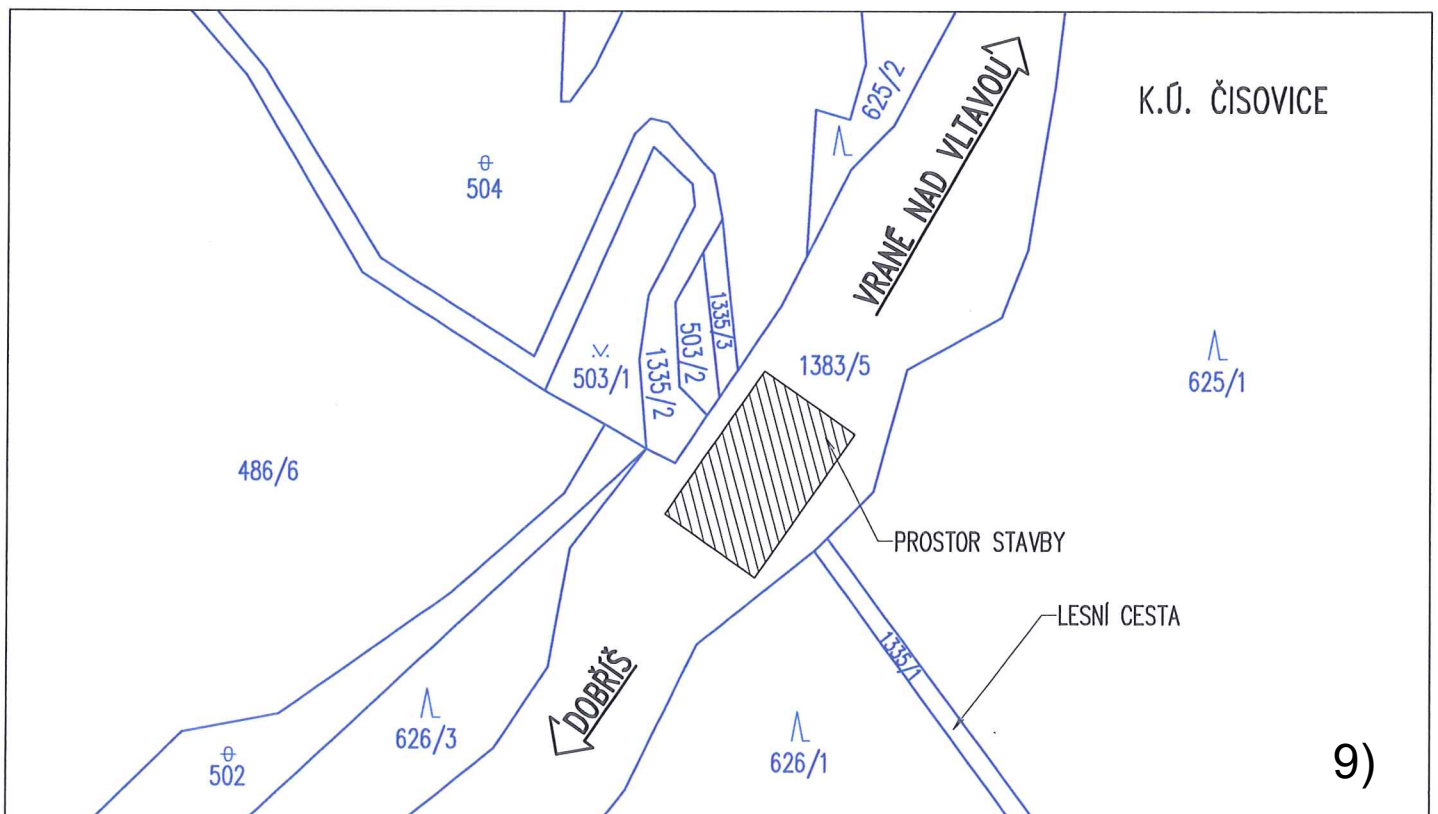 K.Ú. ČISOVICE
VRANÉ NAD VLTAVOU
625/2
504
1335/3
503/2
1383/5
503/1
1335/2
625/1
486/6
PROSTOR STAVBY
LESNÍ CESTA
1335/1
DOBŘÍŠ
626/3
502
626/1
9)